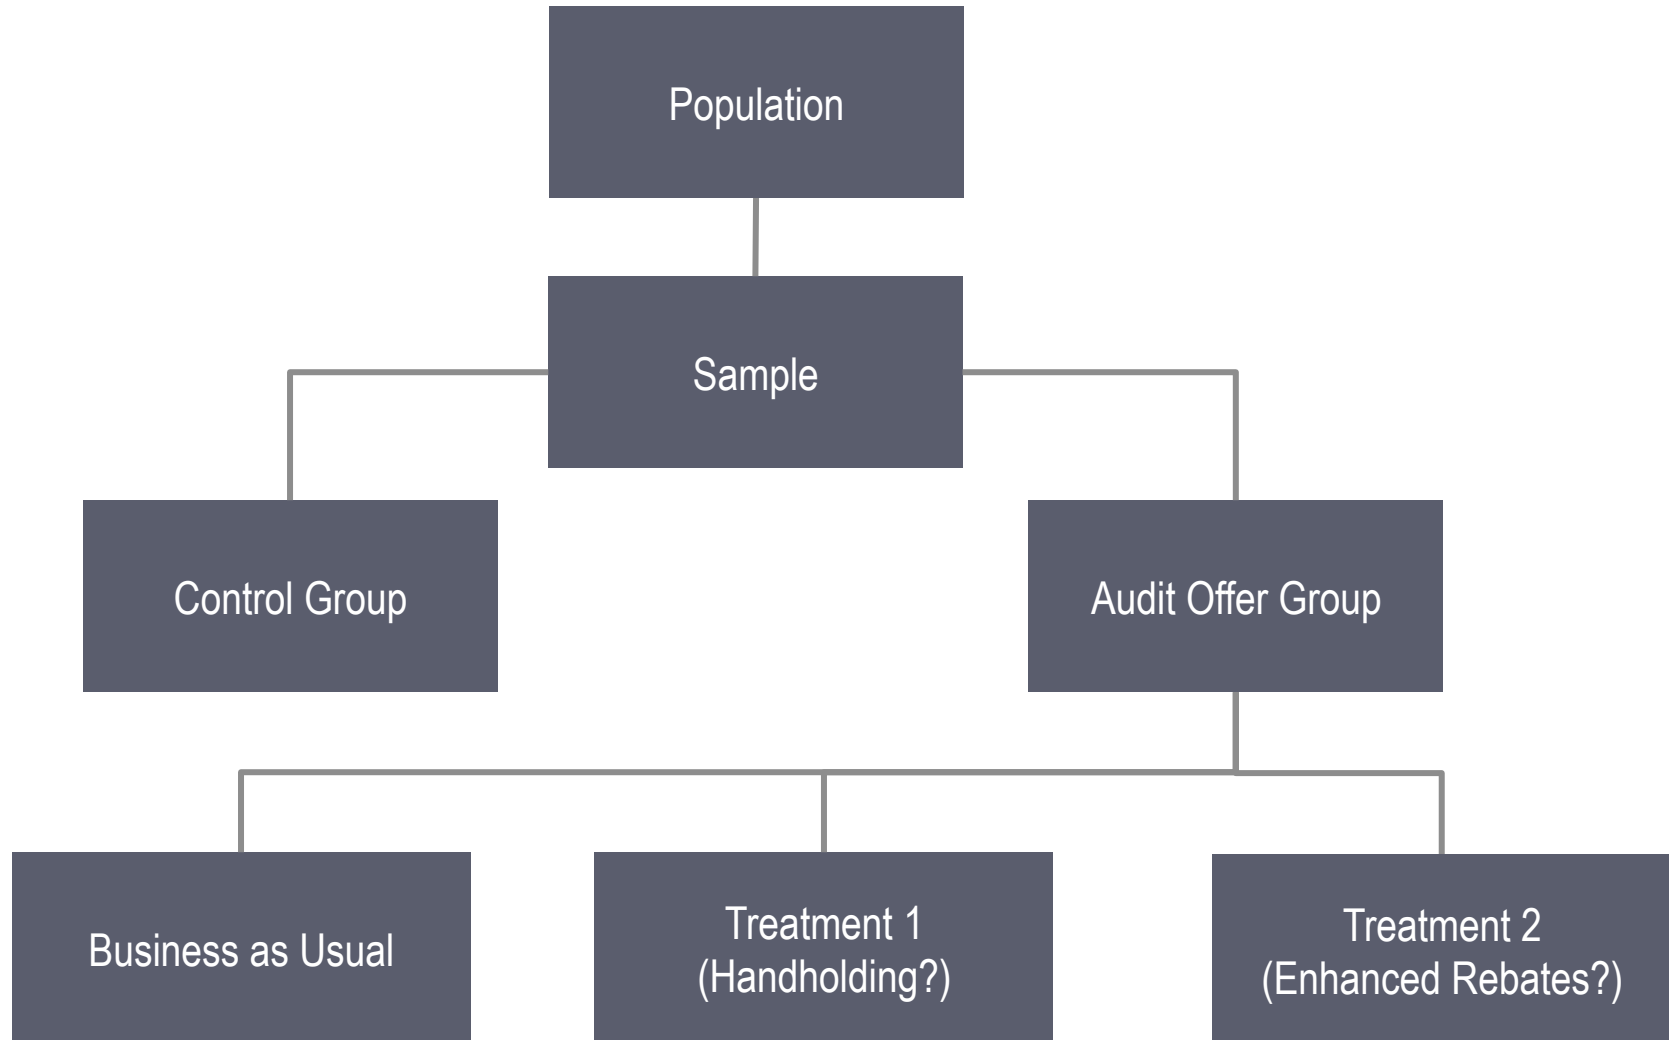 Population
Sample
Control Group
Audit Offer Group
Business as Usual
Treatment 1
(Handholding?)
Treatment 2
(Enhanced Rebates?)